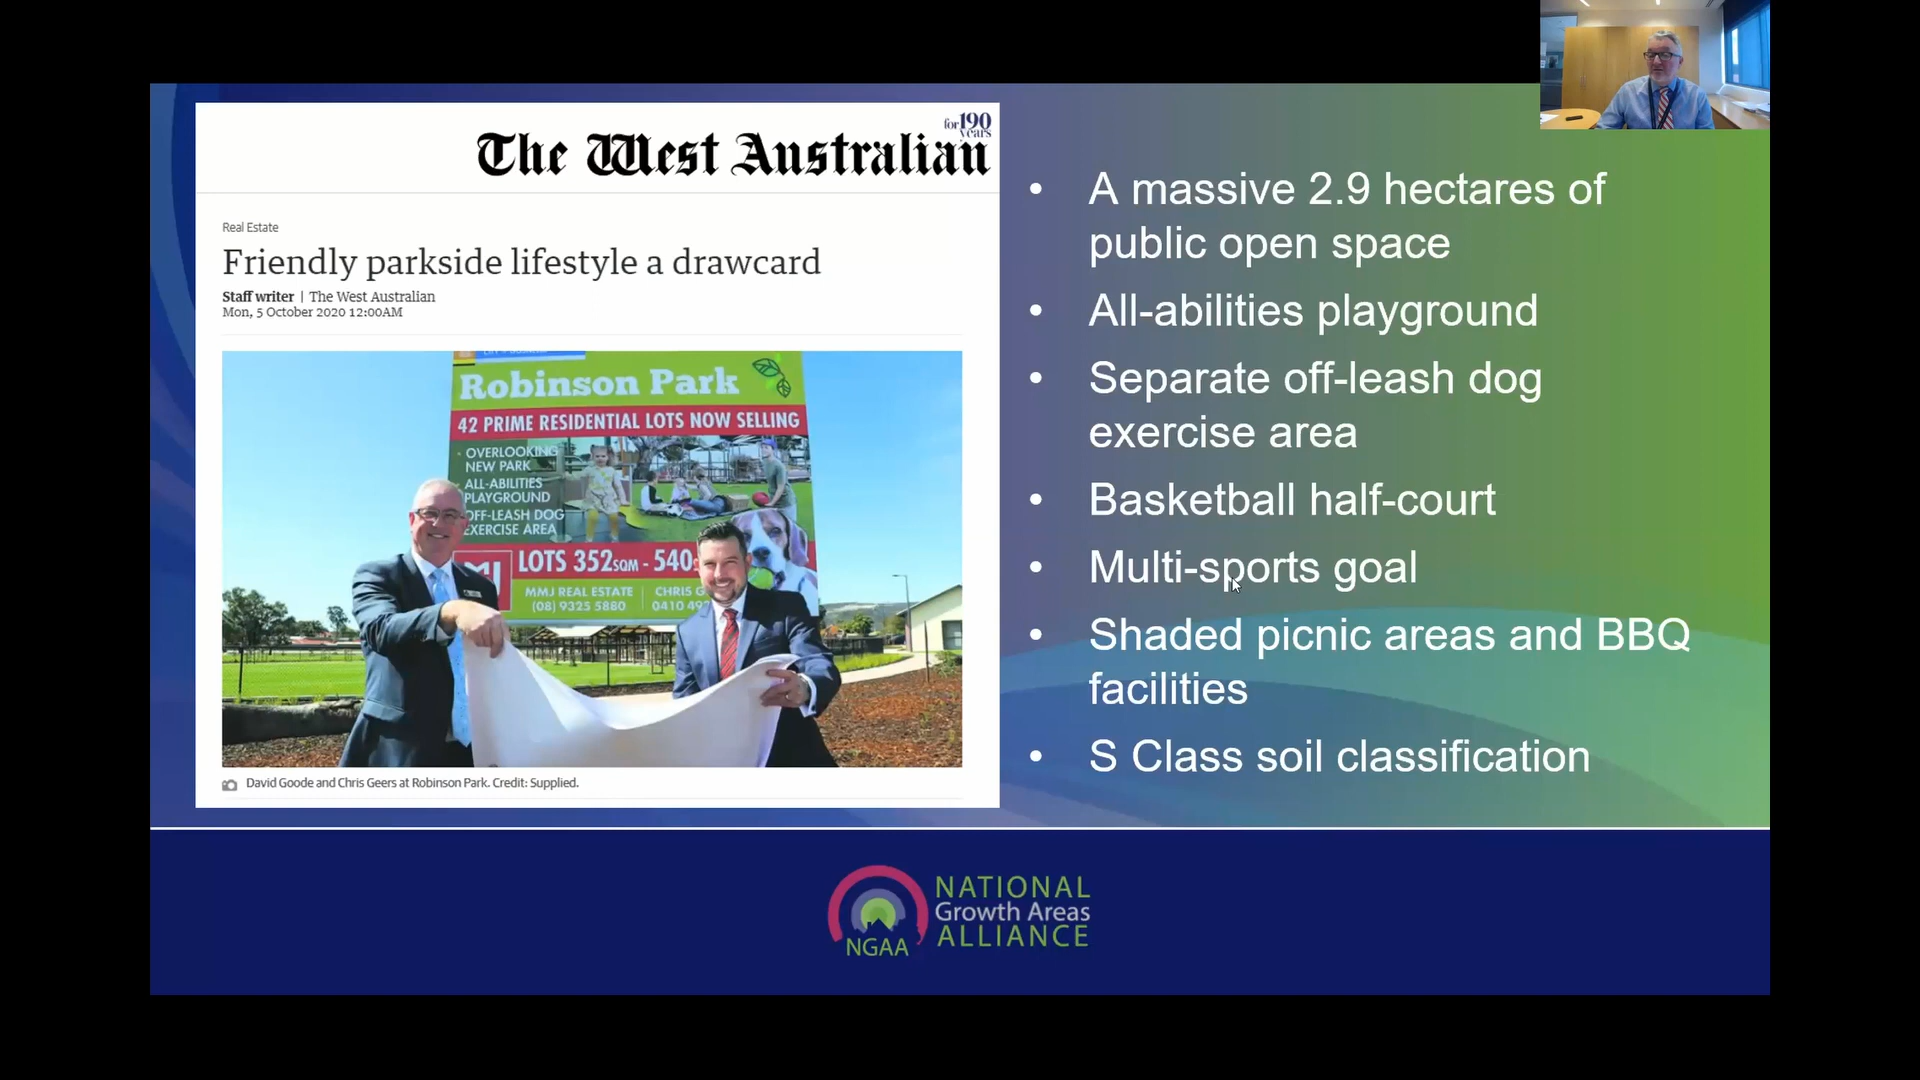 for 190 years
The West Australian
Real Estate
Friendly parkside lifestyle a drawcard
Staff writer | The West Australian
Mon, 5 October 2020 12:00AM
Robinson Park
42 PRIME RESIDENTIAL LOTS NOW SELLING
• OVERLOOKING
NEW PARK
ALL-ABILITIES
PLAYGROUND
OFF-LEASH DOG
EXERCISE AREA
LOTS 352SQM - 540
MMJ REAL ESTATE
(08) 9325 5880
CHRIS G
0410 49
David Goode and Chris Geers at Robinson Park. Credit: Supplied.
• A massive 2.9 hectares of
public open space
• All-abilities playground
• Separate off-leash dog
exercise area
• Basketball half-court
• Multi-sports goal
• Shaded picnic areas and BBQ
facilities
• S Class soil classification
NGAA
NATIONAL
Growth Areas
ALLIANCE